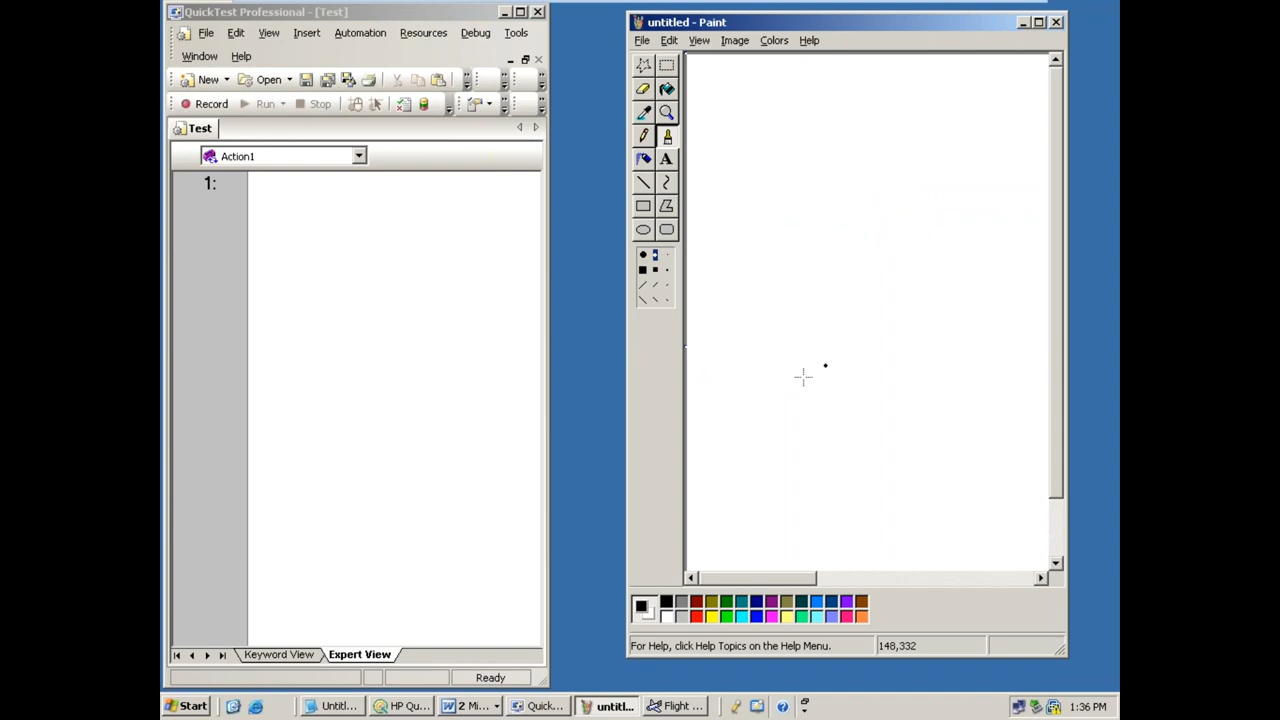 QuickTest Professional - [Test]
File Edit View Insert Automation Resources Debug Tools
Window Help
New Open
Record Run Stop
Test
Action1
1:
Keyword View Expert View
Ready
untitled - Paint
File Edit View Image Colors Help
A
For Help, click Help Topics on the Help Menu. 148,332
Start Untitl... HP Qu... 2 Mi... Quick... untitl... Flight ... 1:36 PM